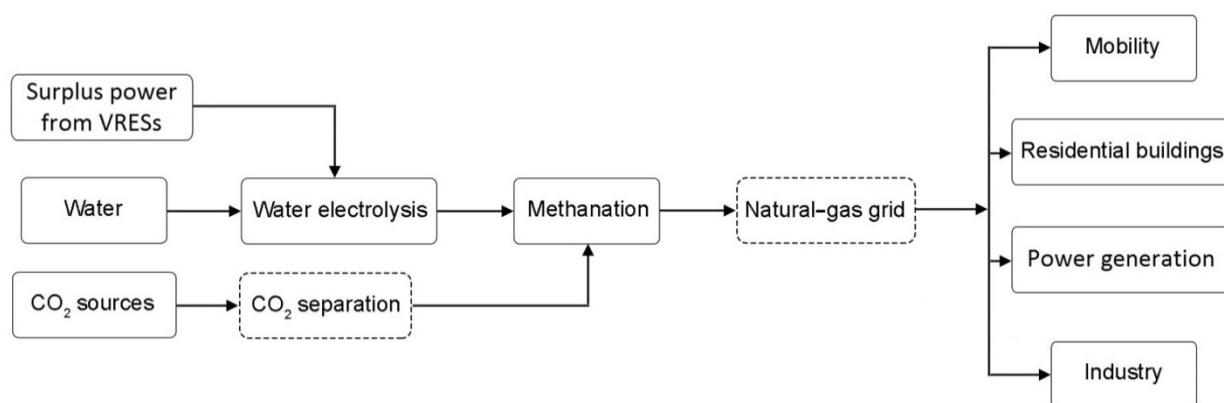 Mobility
Surplus power
from VRESs
Residential buildings
Water
Water electrolysis
Methanation
Natural-gas grid
Power generation
CO₂ sources
CO₂ separation
Industry